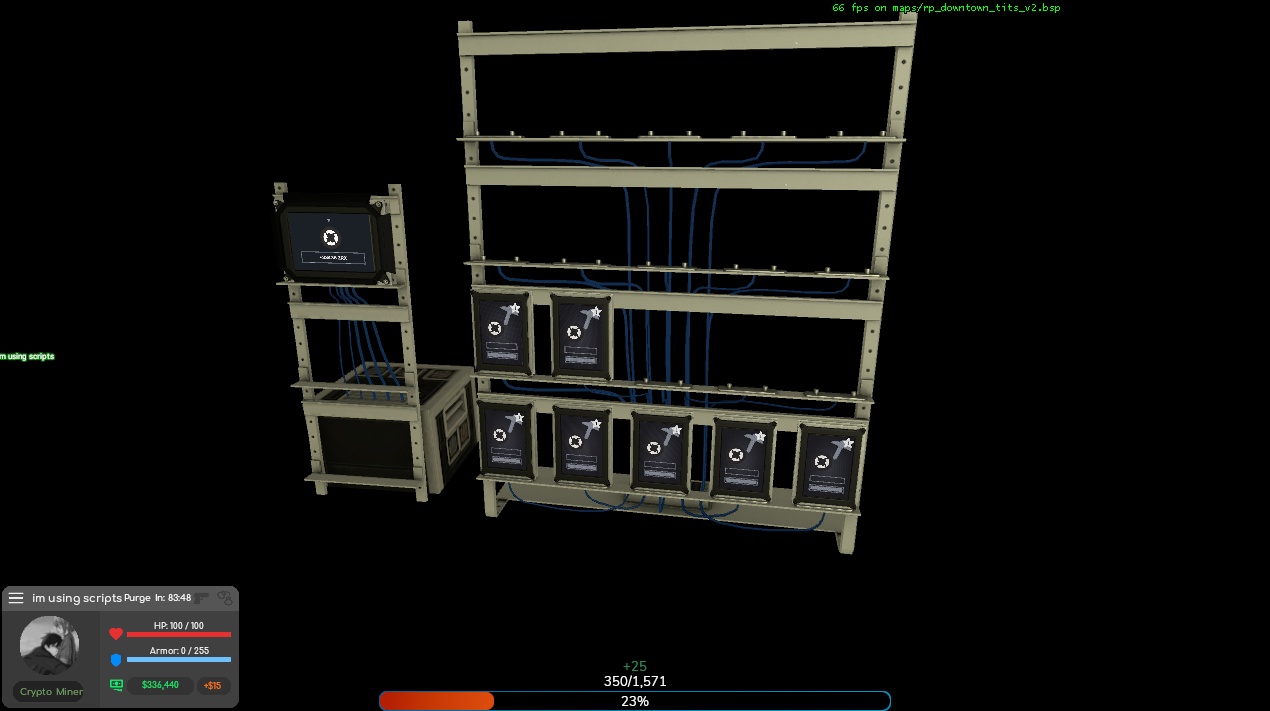 66 fps on maps/rp_downtown_tits_v2.bsp
m using scripts
im using scripts Purge In: 83:48
HP: 100 / 100
Armor: 0 / 255
$336,440
+$15
Crypto Miner
+25
350/1,571
23%